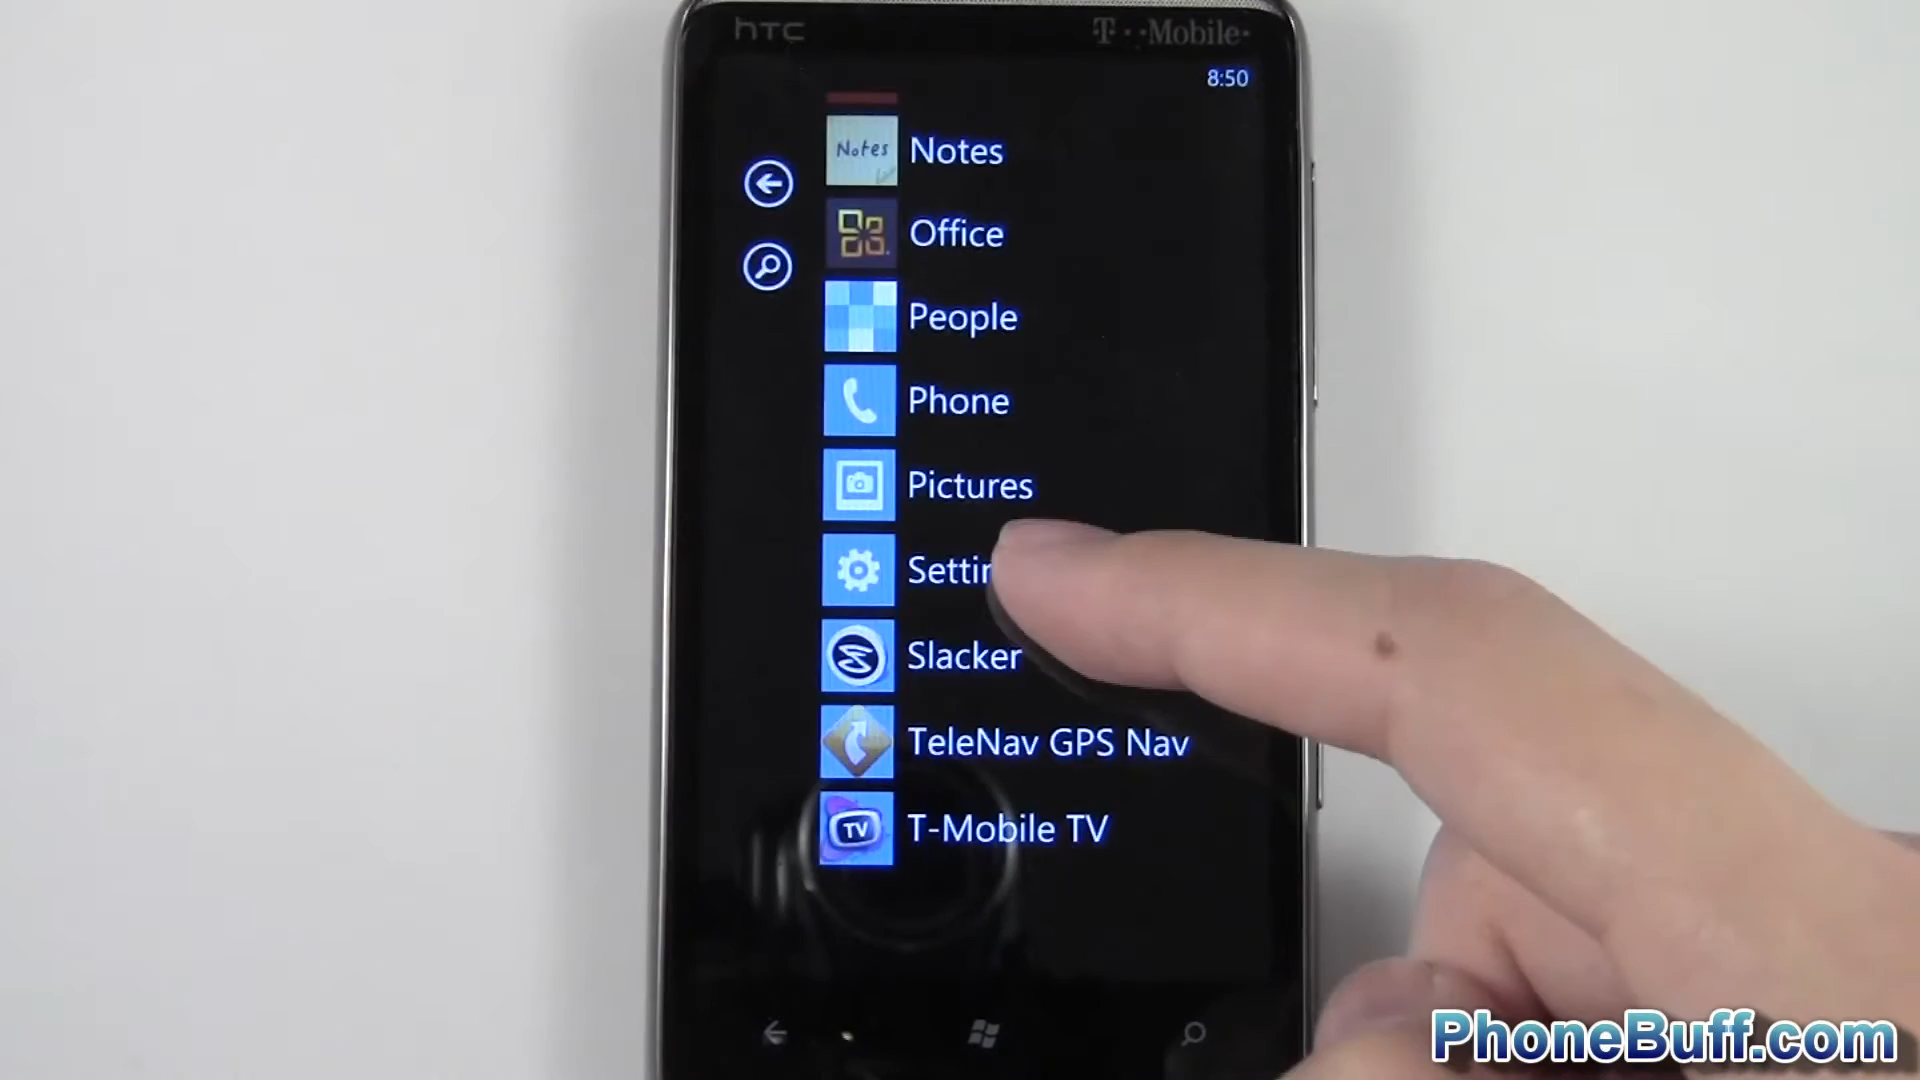 hTC
T··Mobile·
8:50
Notes
Notes
Office
People
Phone
Pictures
Settin
Slacker
TeleNav GPS Nav
TV
T-Mobile TV
PhoneBuff.com